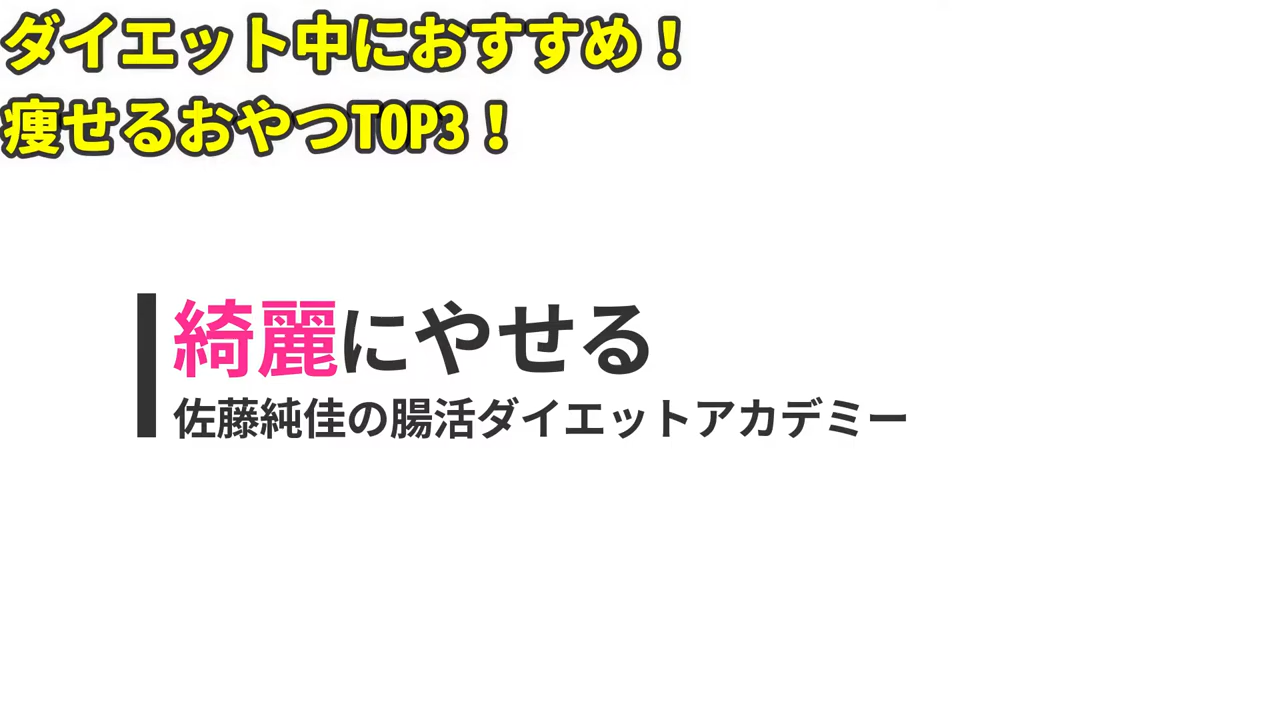 ダイエット中におすすめ！
痩せるおやつTOP3！
綺麗にやせる
佐藤純佳の腸活ダイエットアカデミー